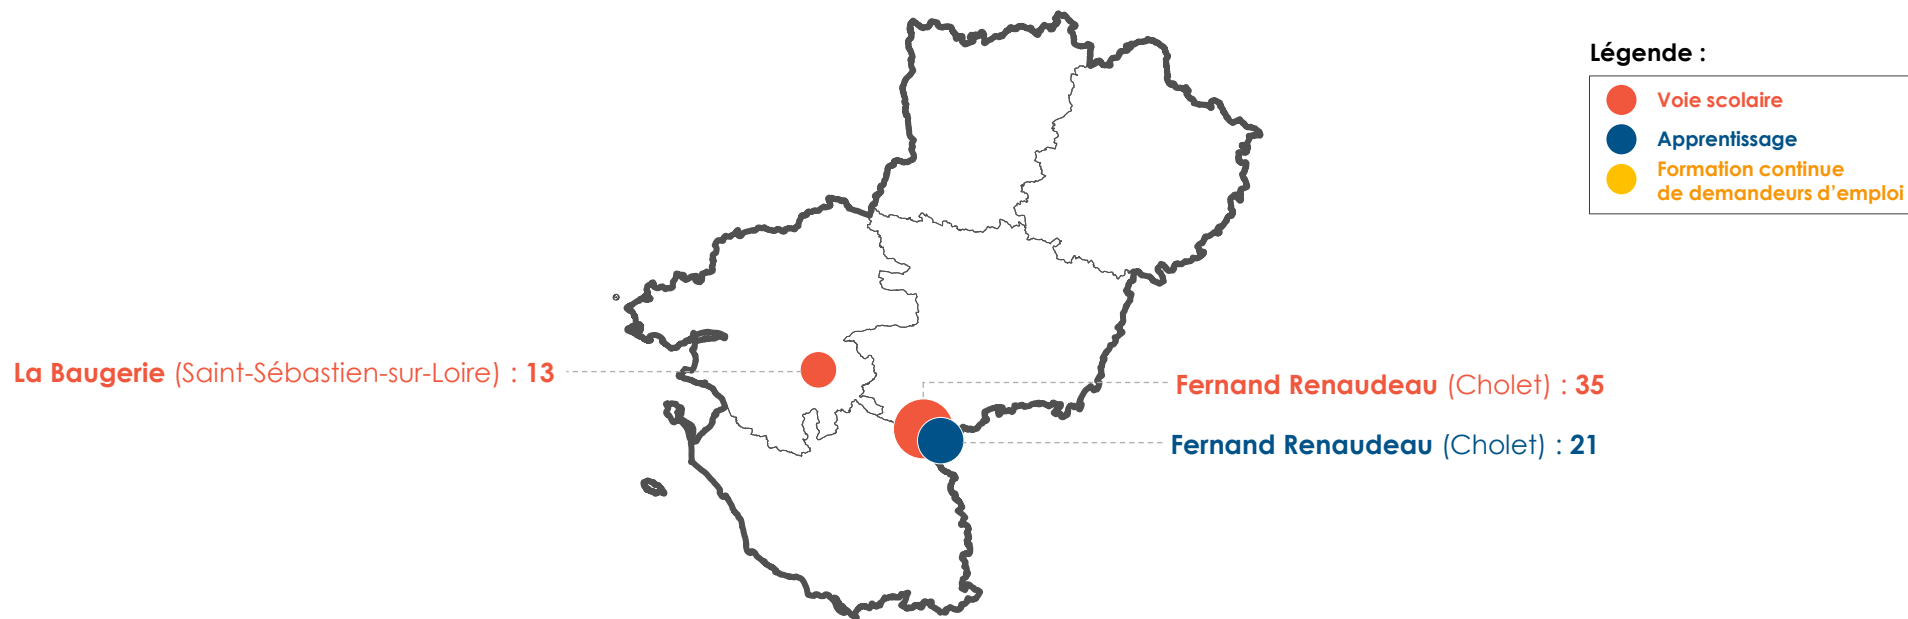 Légende :
Voie scolaire
Apprentissage
Formation continue
de demandeurs d’emploi
La Baugerie (Saint-Sébastien-sur-Loire) : 13
Fernand Renaudeau (Cholet) : 35
Fernand Renaudeau (Cholet) : 21